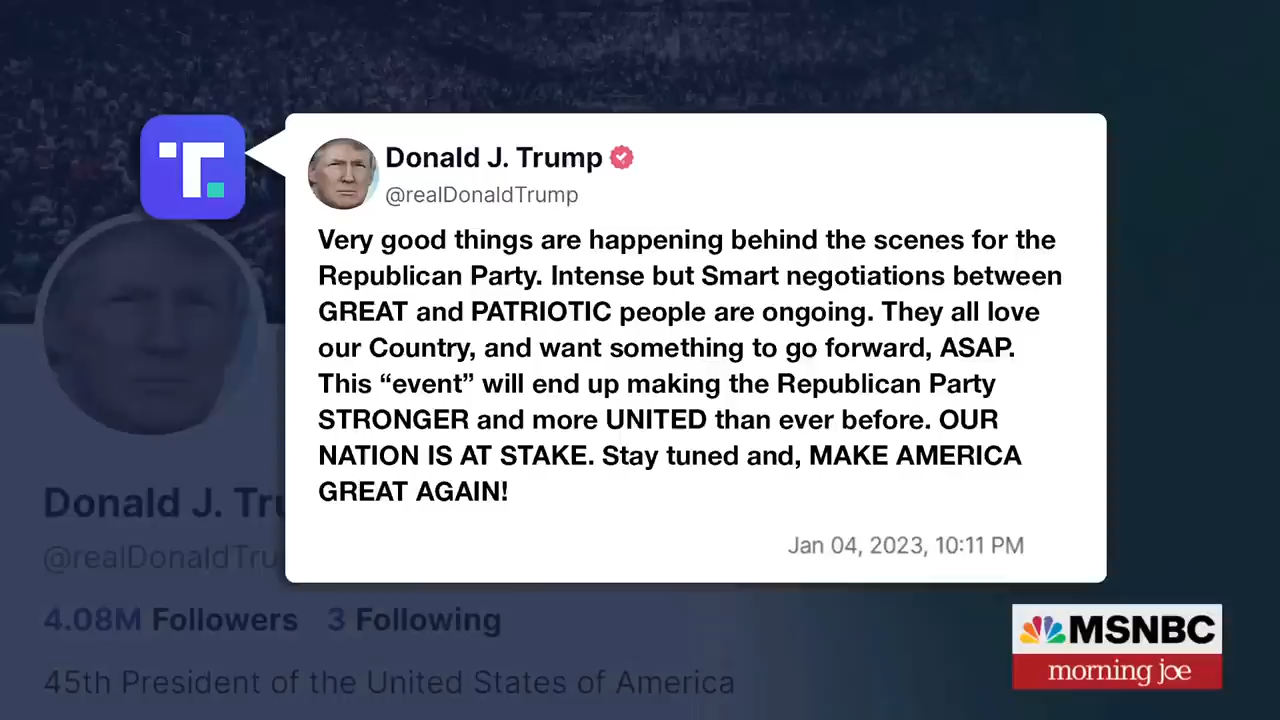 Donald J. Trump
@realDonaldTrump
Very good things are happening behind the scenes for the
Republican Party. Intense but Smart negotiations between
GREAT and PATRIOTIC people are ongoing. They all love
our Country, and want something to go forward, ASAP.
This “event” will end up making the Republican Party
STRONGER and more UNITED than ever before. OUR
NATION IS AT STAKE. Stay tuned and, MAKE AMERICA
GREAT AGAIN!
Jan 04, 2023, 10:11 PM
Donald J. Tru
@realDonaldTru
4.08M Followers 3 Following
45th President of the United States of America
MSNBC
morning joe